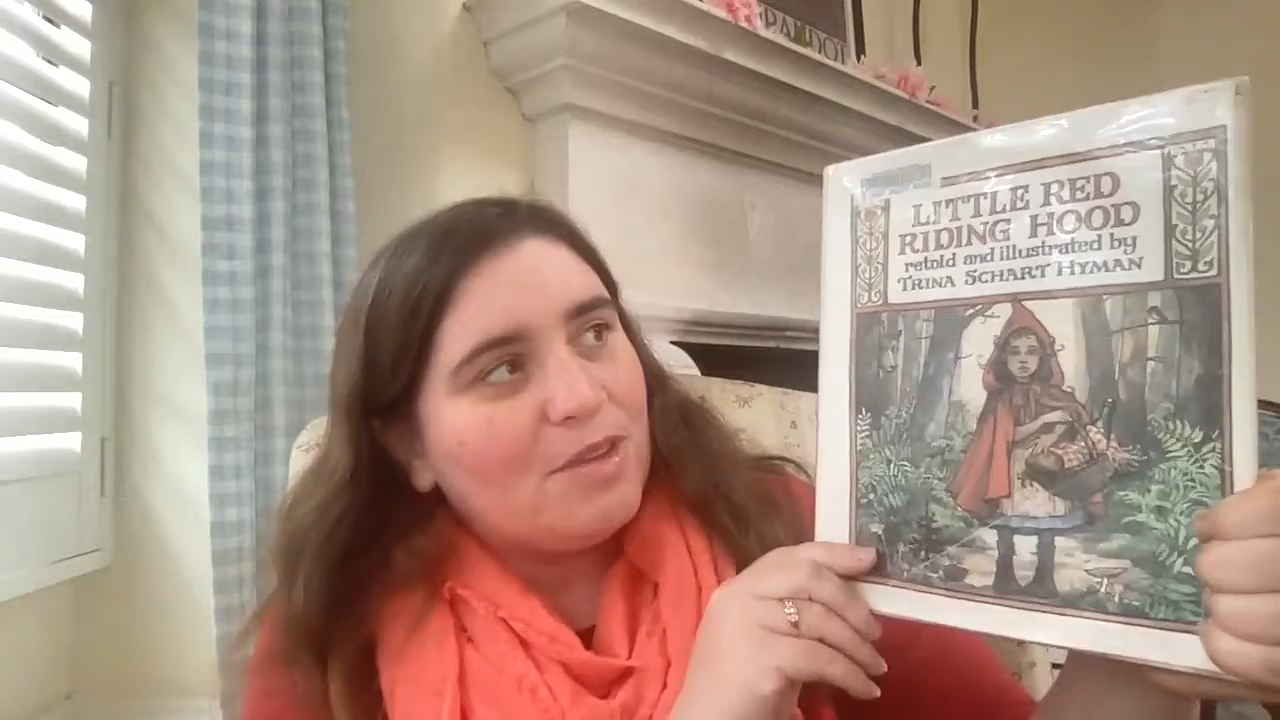 LITTLE RED
RIDING HOOD
retold and illustrated by
TRINA SCHART HYMAN